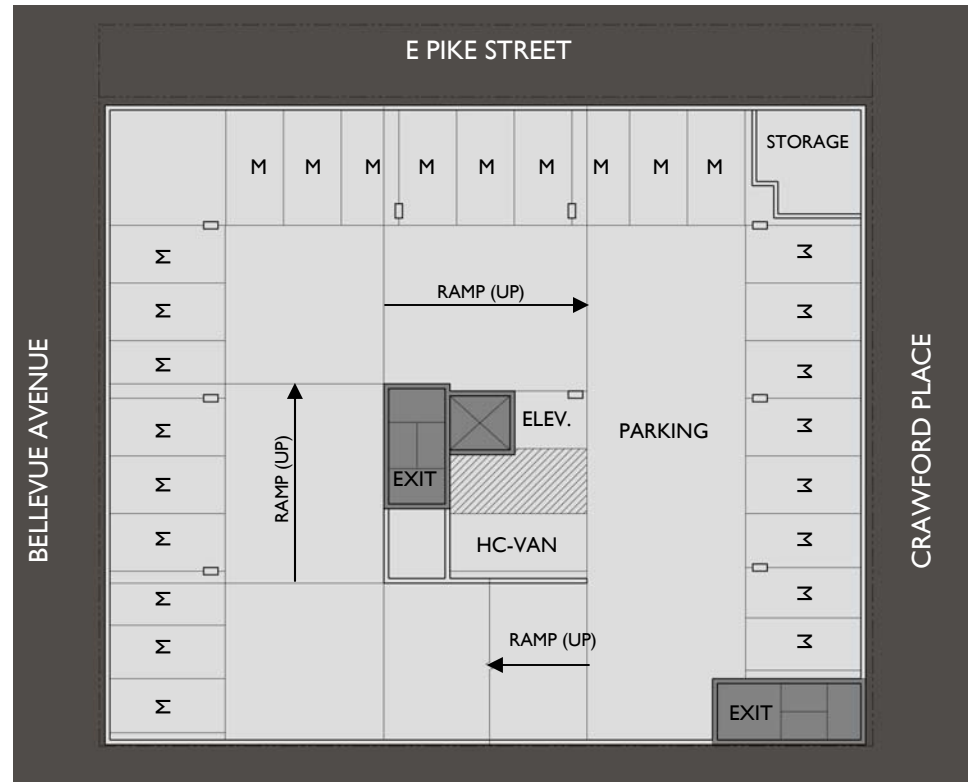 E PIKE STREET
STORAGE
M M M M M M M M M
M M
M M
RAMP (UP)
M M
BELLEVUE AVENUE
CRAWFORD PLACE
ELEV.
PARKING
M M
RAMP (UP)
EXIT
M M
HC-VAN
M M
M M
RAMP (UP)
M M
M
EXIT